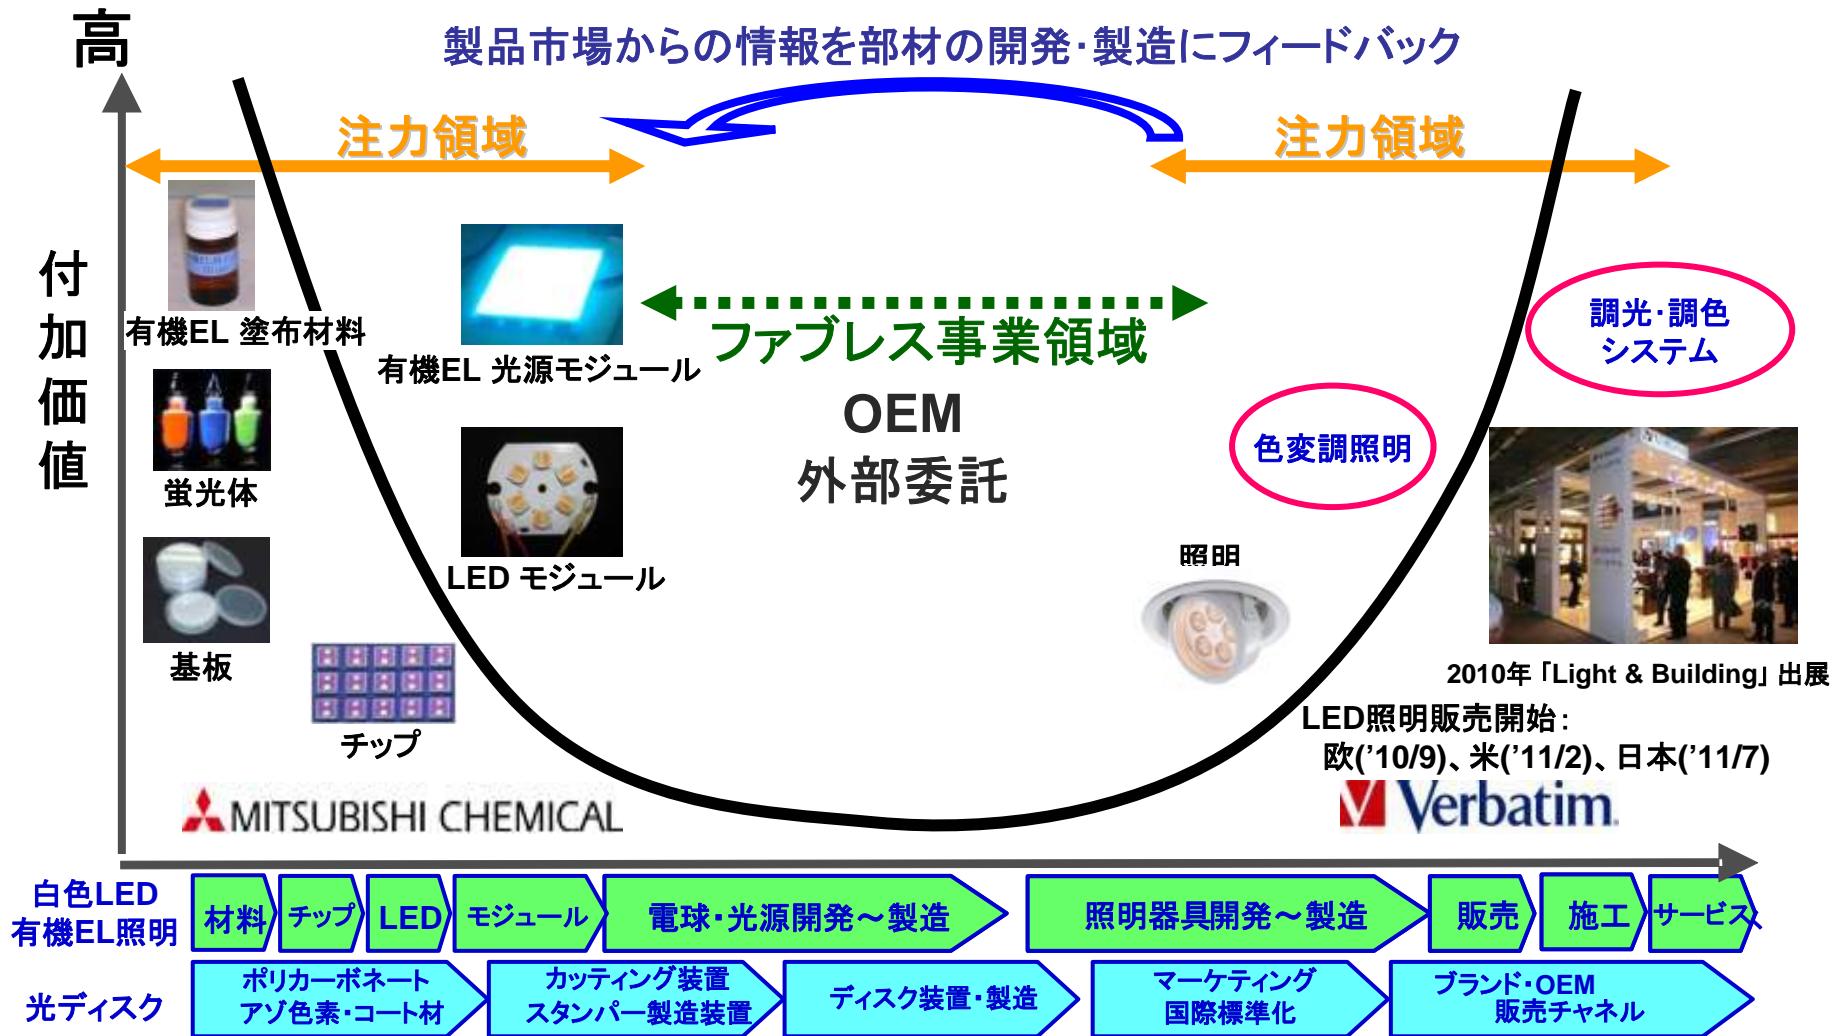 高
製品市場からの情報を部材の開発・製造にフィードバック
注力領域
注力領域
付加価値
有機EL 塗布材料
有機EL 光源モジュール
ファブレス事業領域
OEM
外部委託
調光・調色
システム
色変調照明
蛍光体
LED モジュール
照明
基板
チップ
2010年「Light & Building」出展
LED照明販売開始：
欧('10/9)、米('11/2)、日本('11/7)
MITSUBISHI CHEMICAL
Verbatim.
白色LED
有機EL照明
材料
チップ
LED
モジュール
電球・光源開発～製造
照明器具開発～製造
販売
施工
サービス
光ディスク
ポリカーボネート
アゾ色素・コート材
カッティング装置
スタンパー製造装置
ディスク装置・製造
マーケティング
国際標準化
ブランド・OEM
販売チャネル